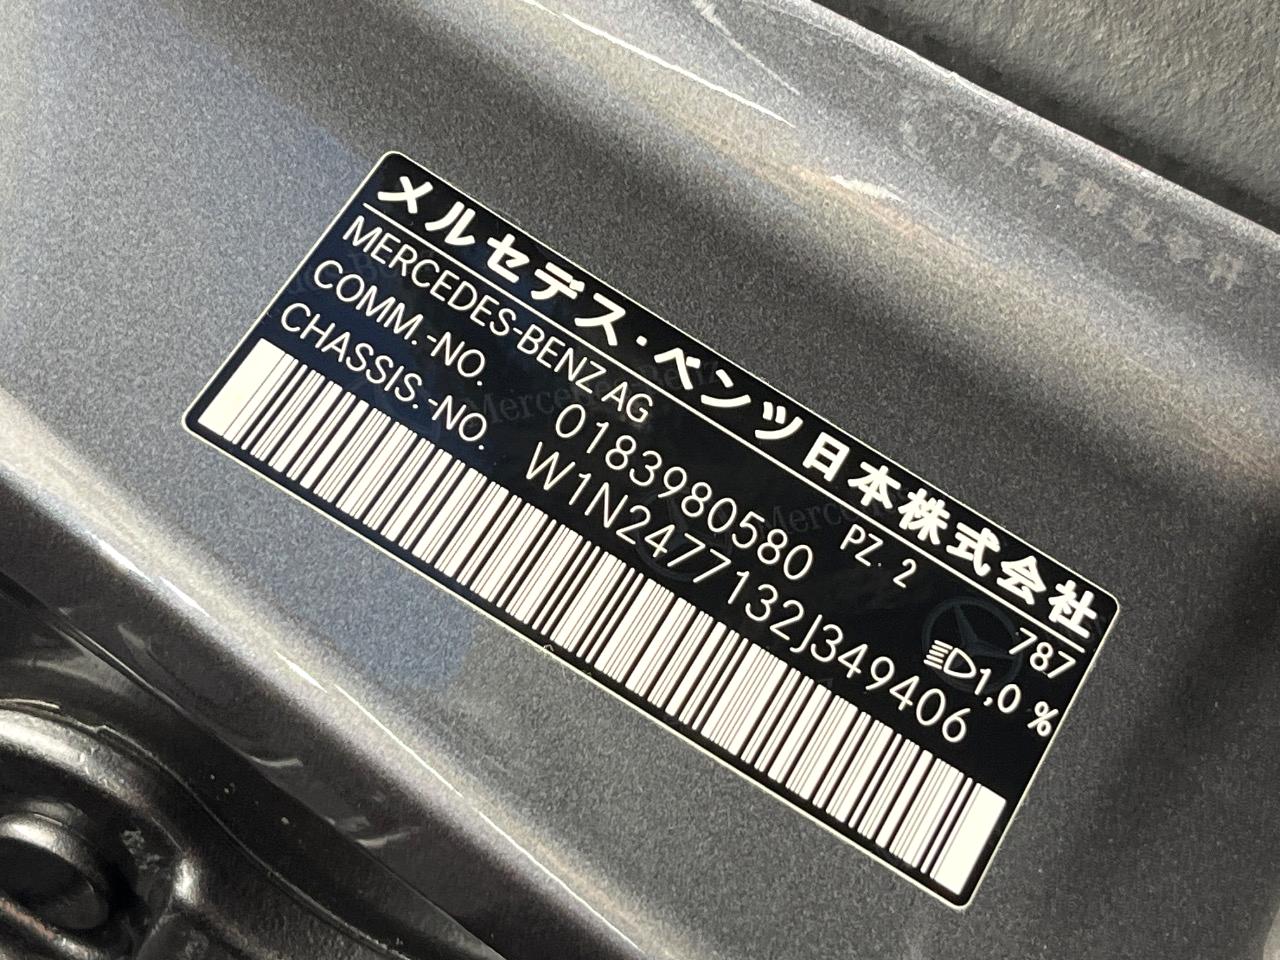 メルセデス・ベンツ日本株式会社
MERCEDES-BENZ AG PZ. 2 787
COMM.-NO. 0183980580 1,0 %
CHASSIS.-NO. W1N2477132J349406